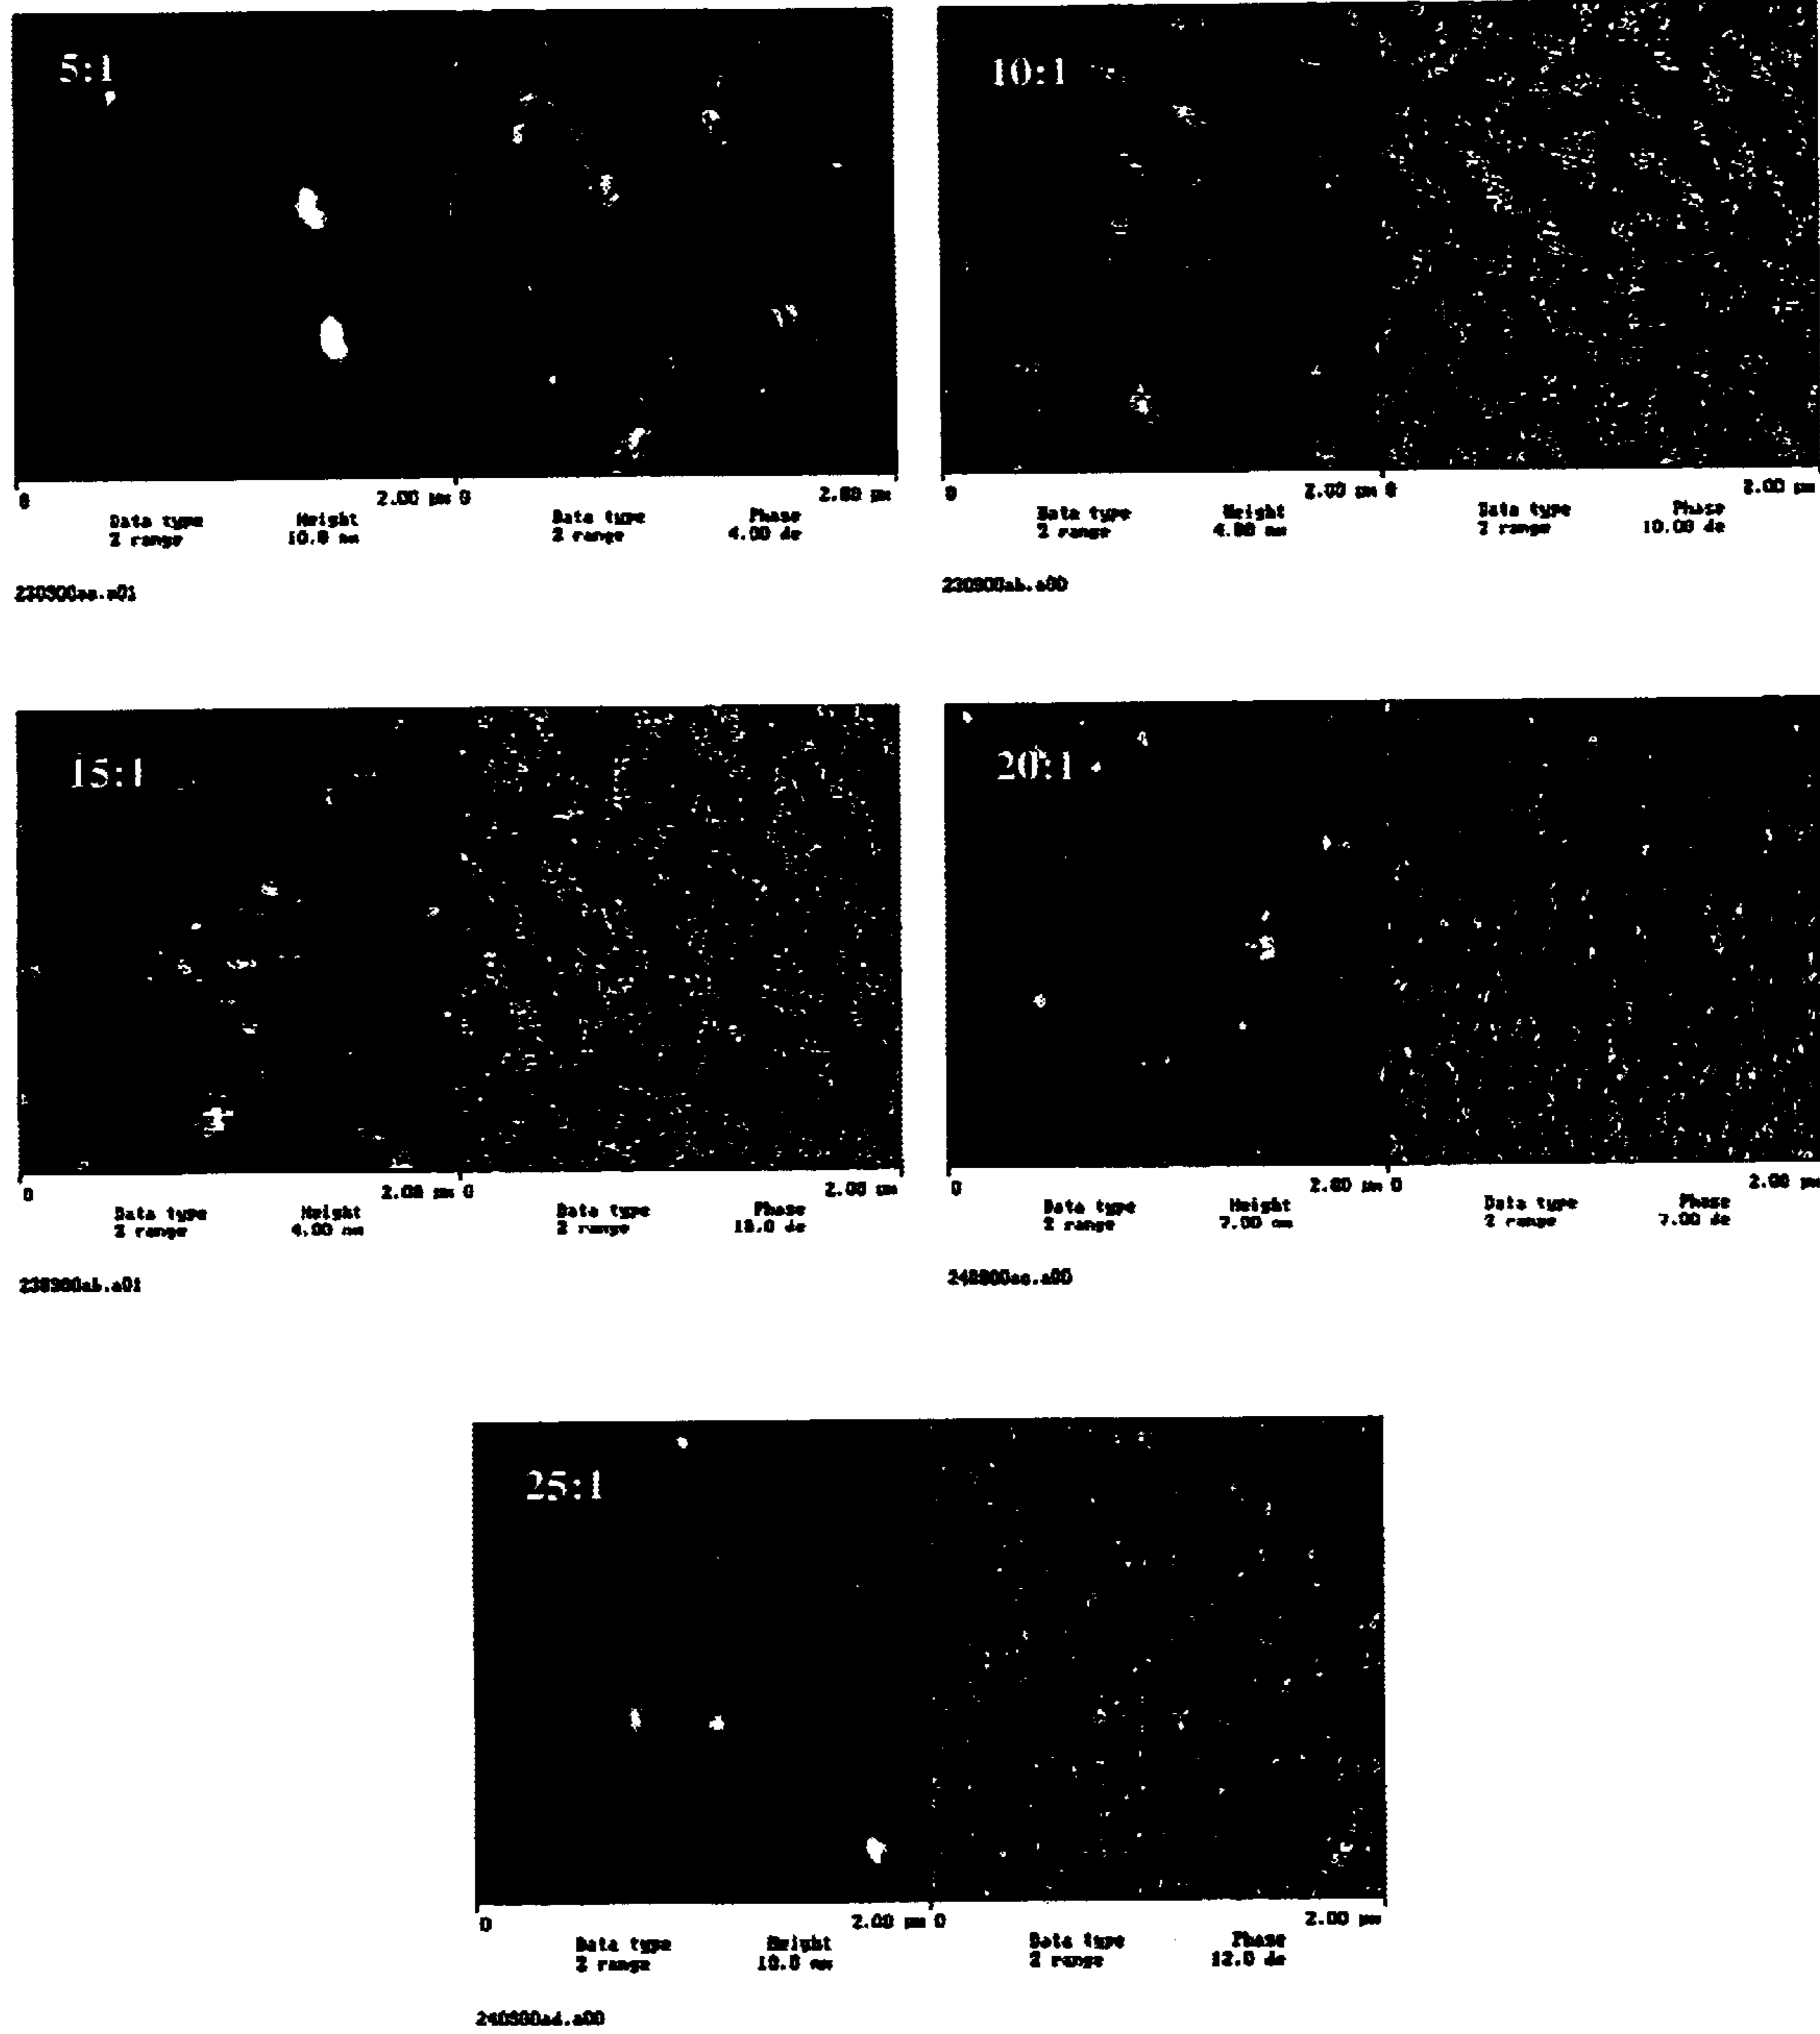 5:1
0 2.00 µm 0 2.00 µm
Data type Height Data type Phase
Z range 10.0 nm Z range 4.00 de
10:1
0 2.00 µm 0 2.00 µm
Data type Height Data type Phase
Z range 4.00 nm Z range 10.00 de
15:1
0 2.00 µm 0 2.00 µm
Data type Height Data type Phase
Z range 4.00 nm Z range
20:1
0 2.00 µm 0 2.00 µm
Data type Height Data type Phase
Z range 7.00 nm Z range 7.00 de
25:1
0 2.00 µm 0 2.00 µm
Data type Height Data type Phase
Z range 10.0 nm Z range 12.0 de